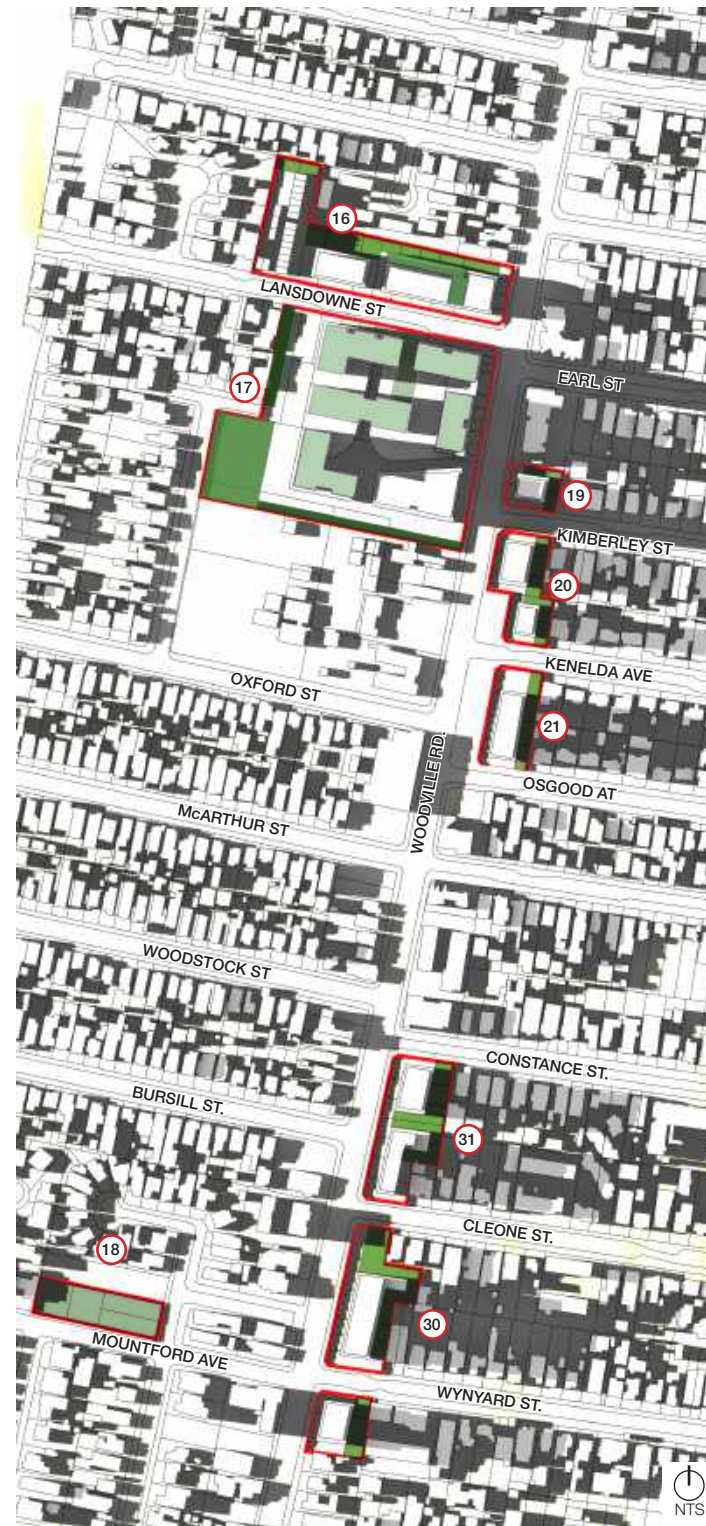 16
LANSDOWNE ST
17
EARL ST
19
KIMBERLEY ST
20
KENELDA AVE
OXFORD ST
21
WOODVILLE RD.
OSGOOD AT
McARTHUR ST
WOODSTOCK ST
CONSTANCE ST.
BURSILL ST.
31
CLEONE ST.
18
30
MOUNTFORD AVE
WYNYARD ST.
NTS